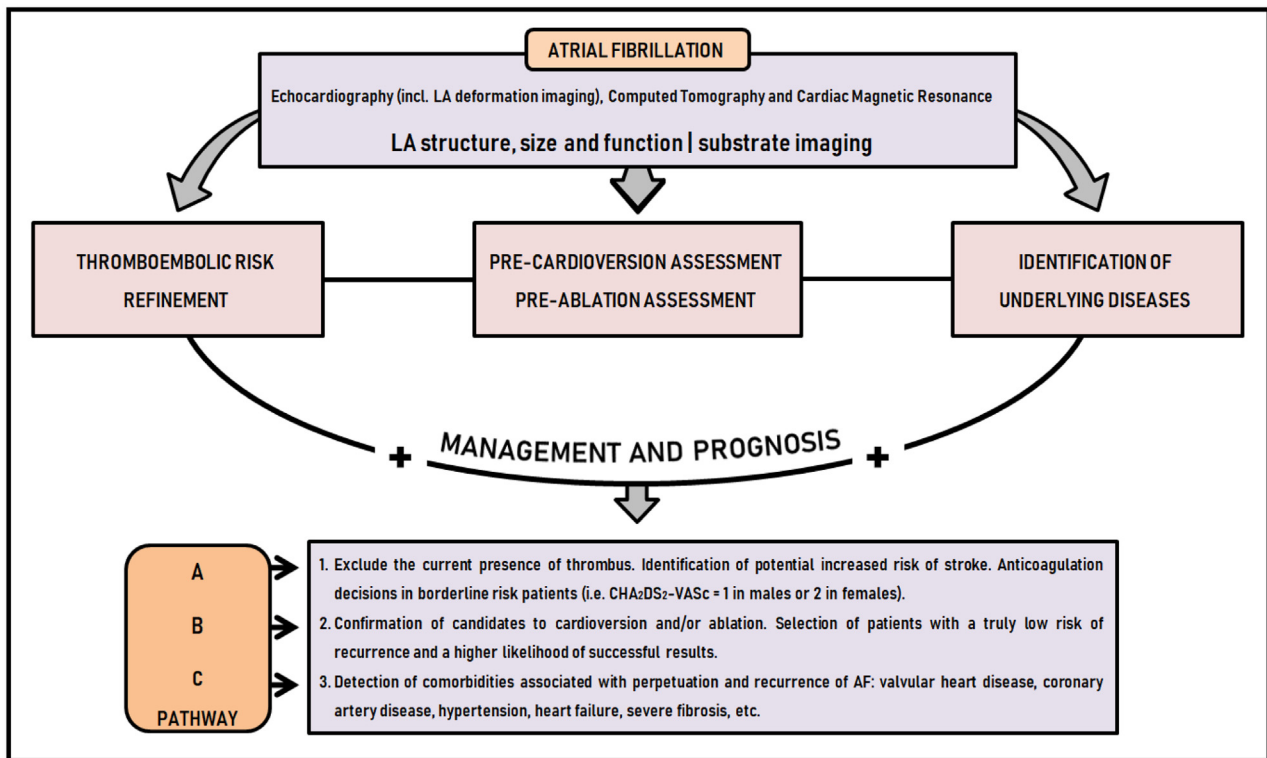 ATRIAL FIBRILLATION
Echocardiography (incl. LA deformation imaging), Computed Tomography and Cardiac Magnetic Resonance
LA structure, size and function | substrate imaging
THROMBOEMBOLIC RISK
REFINEMENT
PRE-CARDIOVERSION ASSESSMENT
PRE-ABLATION ASSESSMENT
IDENTIFICATION OF
UNDERLYING DISEASES
+ MANAGEMENT AND PROGNOSIS +
A
B
C
PATHWAY
1. Exclude the current presence of thrombus. Identification of potential increased risk of stroke. Anticoagulation
decisions in borderline risk patients (i.e. CHA₂DS₂-VASc = 1 in males or 2 in females).
2. Confirmation of candidates to cardioversion and/or ablation. Selection of patients with a truly low risk of
recurrence and a higher likelihood of successful results.
3. Detection of comorbidities associated with perpetuation and recurrence of AF: valvular heart disease, coronary
artery disease, hypertension, heart failure, severe fibrosis, etc.